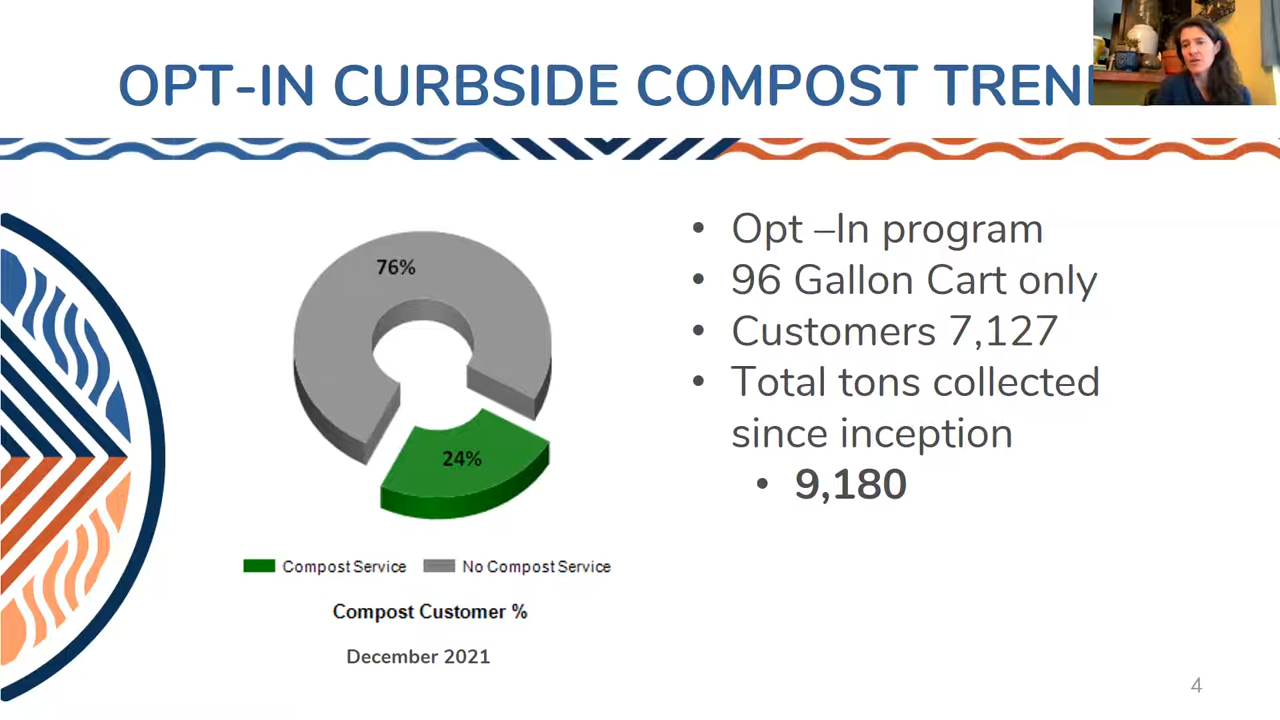 OPT-IN CURBSIDE COMPOST
• Opt –In program
• 96 Gallon Cart only
• Customers 7,127
• Total tons collected
since inception
• 9,180
76%
24%
Compost Service No Compost Service
Compost Customer %
December 2021
4